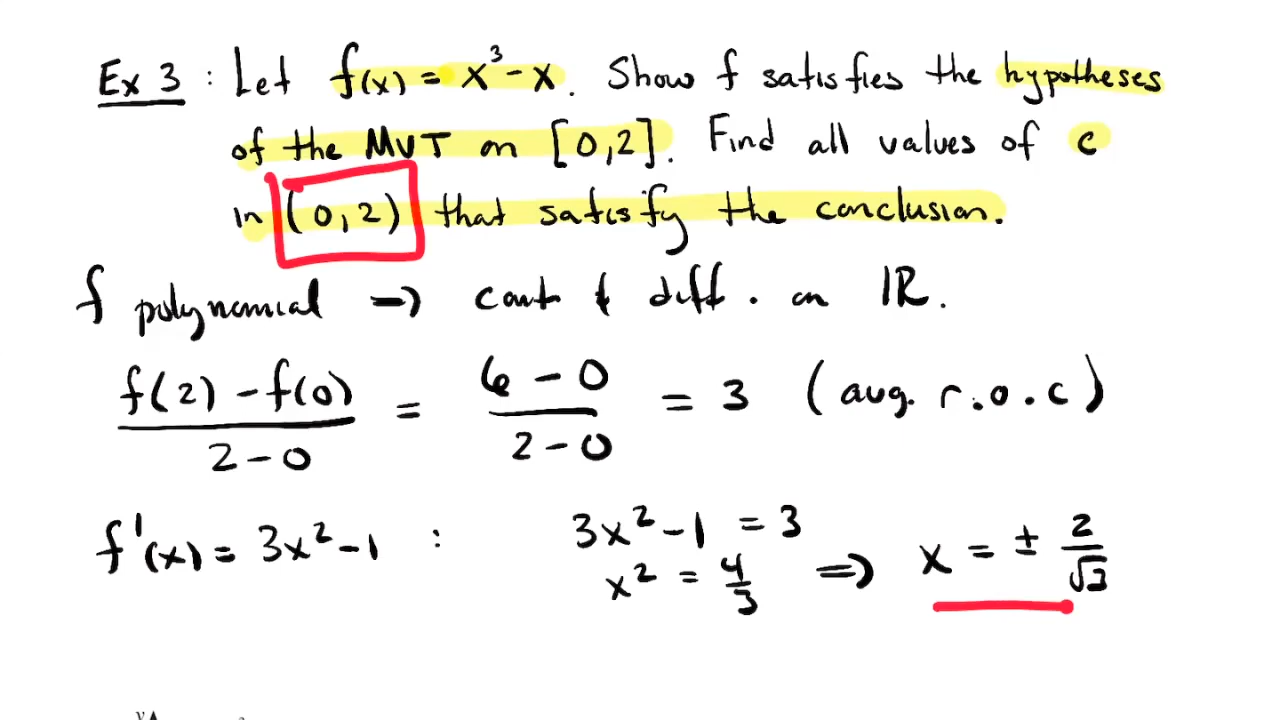 Ex 3 : Let f(x) = x³ - x. Show f satisfies the hypotheses
of the MVT on [0,2]. Find all values of c
in (0,2) that satisfy the conclusion.
f polynomial → cont & diff. on ℝ.
(f(2) - f(0))/(2 - 0) = (6 - 0)/(2 - 0) = 3 (avg. r.o.c)
f'(x) = 3x² - 1 : 3x² - 1 = 3
x² = 4/3 ⇒ x = ± 2/√3
y